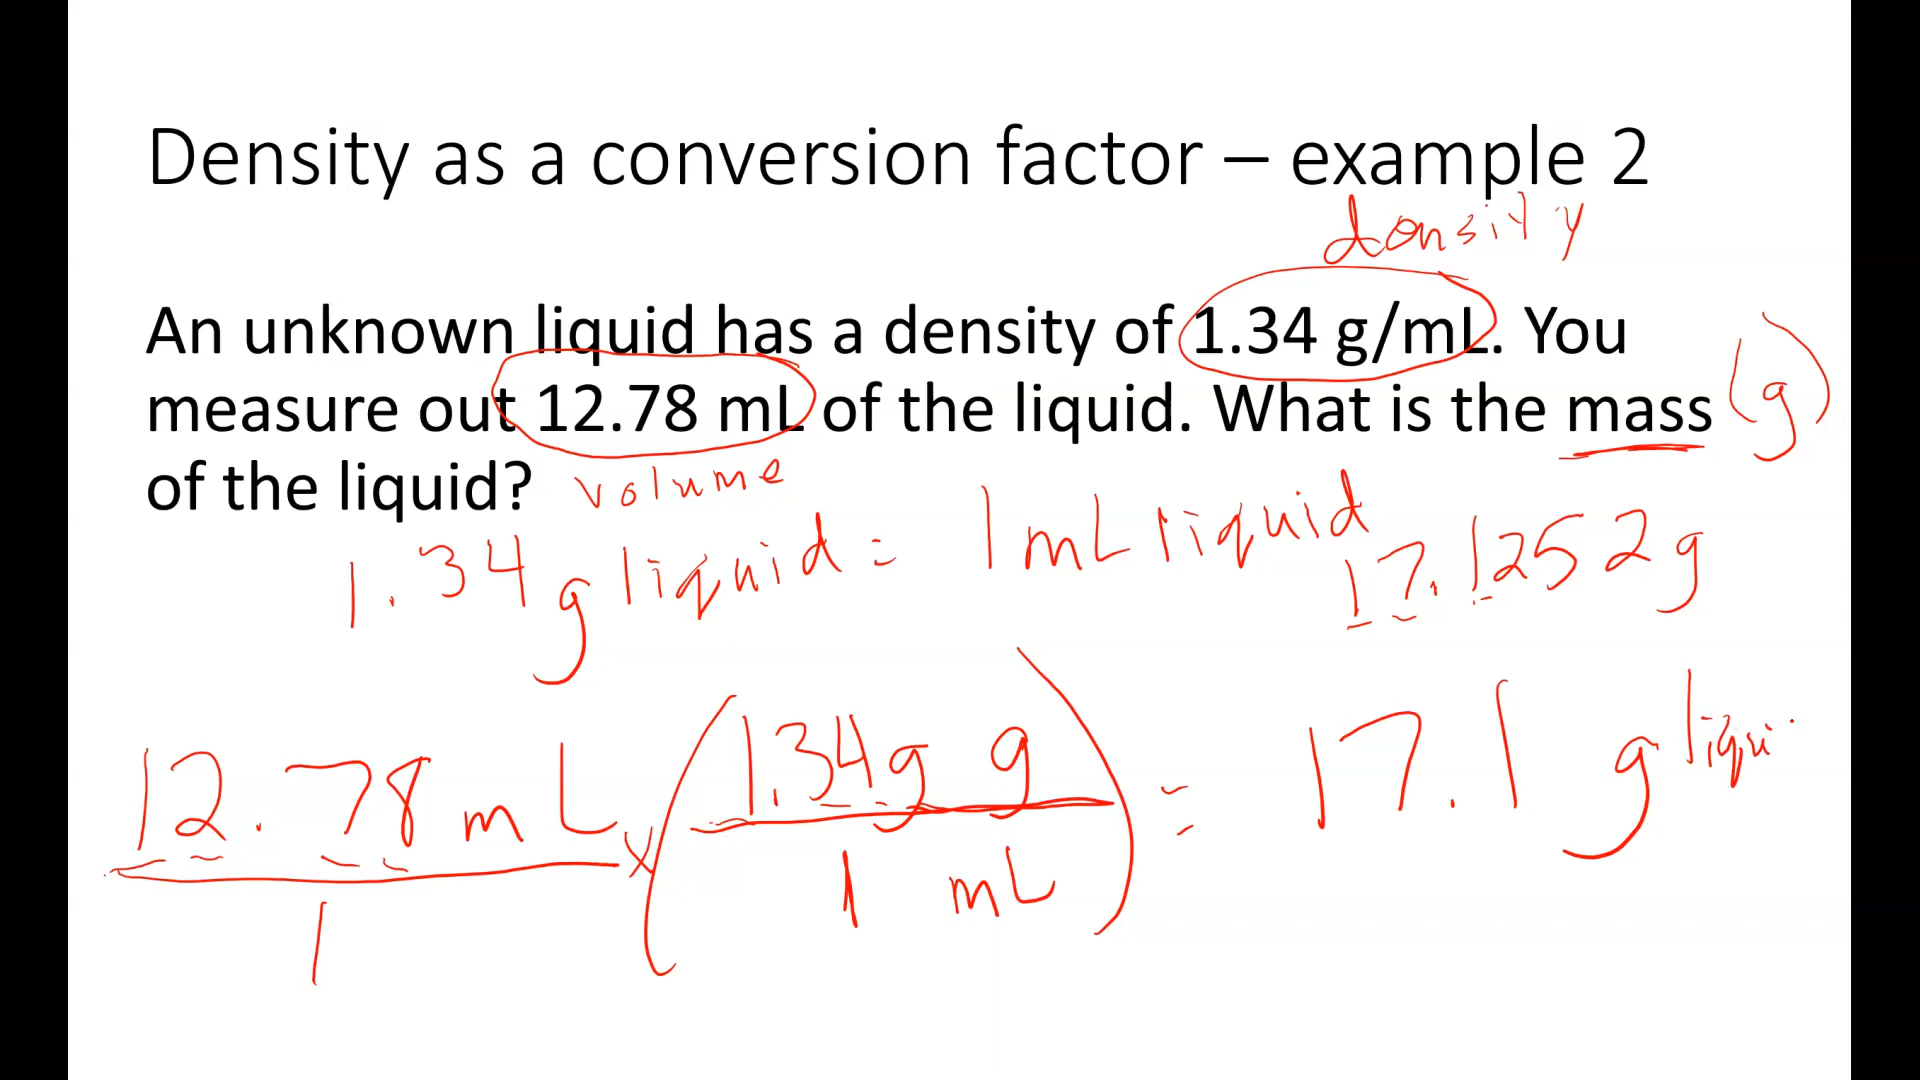 Density as a conversion factor – example 2
density
An unknown liquid has a density of 1.34 g/mL. You
measure out 12.78 mL of the liquid. What is the mass (g)
of the liquid? volume
1.34 g liquid = 1 mL liquid
17.1252 g
12.78 mL x (1.34g g = 17.1 g liqui
1 1 mL)